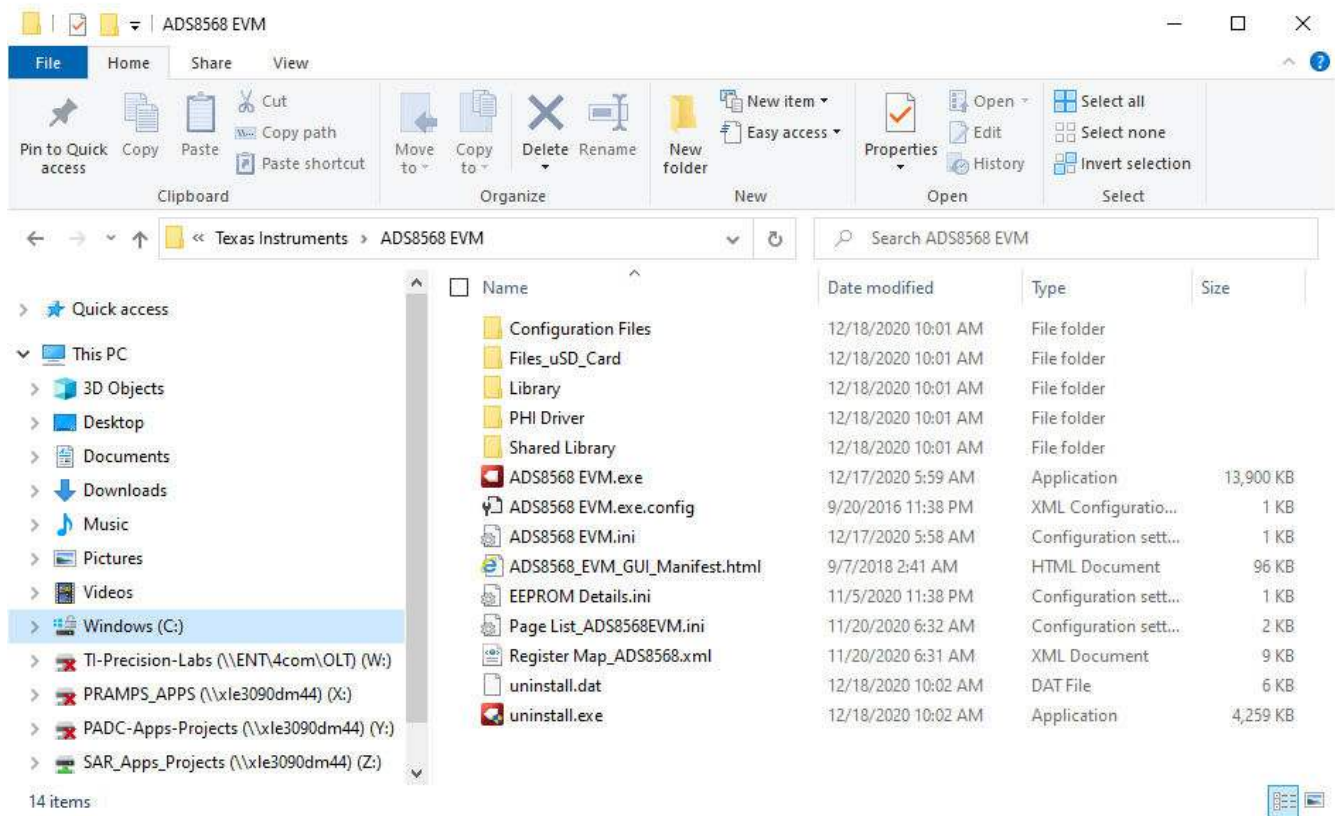 ADS8568 EVM
File Home Share View
Pin to Quick access Copy Paste Cut Copy path Paste shortcut Move to Copy to Delete Rename New folder New item Easy access Properties Open Edit History Select all Select none Invert selection
Clipboard Organize New Open Select
« Texas Instruments > ADS8568 EVM Search ADS8568 EVM
Name Date modified Type Size
Quick access
This PC
3D Objects
Desktop
Documents
Downloads
Music
Pictures
Videos
Windows (C:)
TI-Precision-Labs (\\ENT\4com\OLT) (W:)
PRAMPS_APPS (\\xle3090dm44) (X:)
PADC-Apps-Projects (\\xle3090dm44) (Y:)
SAR_Apps_Projects (\\xle3090dm44) (Z:)
Configuration Files 12/18/2020 10:01 AM File folder
Files_uSD_Card 12/18/2020 10:01 AM File folder
Library 12/18/2020 10:01 AM File folder
PHI Driver 12/18/2020 10:01 AM File folder
Shared Library 12/18/2020 10:01 AM File folder
ADS8568 EVM.exe 12/17/2020 5:59 AM Application 13,900 KB
ADS8568 EVM.exe.config 9/20/2016 11:38 PM XML Configuratio... 1 KB
ADS8568 EVM.ini 12/17/2020 5:58 AM Configuration sett... 1 KB
ADS8568_EVM_GUI_Manifest.html 9/7/2018 2:41 AM HTML Document 96 KB
EEPROM Details.ini 11/5/2020 11:38 PM Configuration sett... 1 KB
Page List_ADS8568EVM.ini 11/20/2020 6:32 AM Configuration sett... 2 KB
Register Map_ADS8568.xml 11/20/2020 6:31 AM XML Document 9 KB
uninstall.dat 12/18/2020 10:02 AM DAT File 6 KB
uninstall.exe 12/18/2020 10:02 AM Application 4,259 KB
14 items